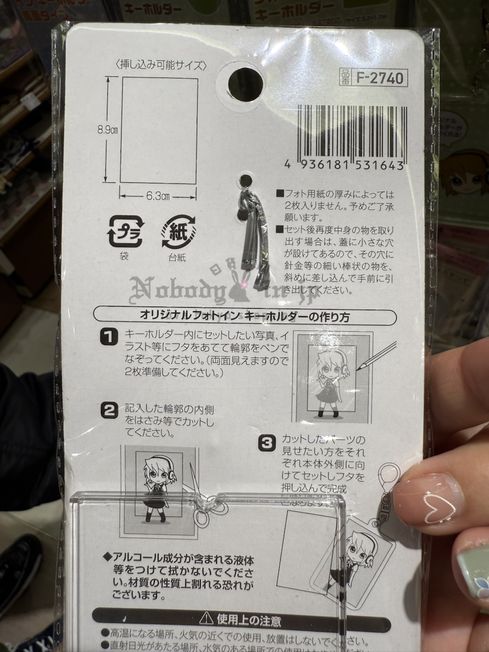 キーホルダー
キーホルダー
〈挿し込み可能サイズ〉
品番 F-2740
8.9cm
6.3cm
4 936181 531643
■フォト用紙の厚みによっては
2枚入りません。予めご了承
願います。
■セット後再度中身の物を取り
出す場合は、蓋に小さな穴
が設けてあるので、その穴に
針金等の細い棒状の物を、
斜めに差し込んで手前に引
き出してください。
プラ
袋
紙
台紙
Nobody in jp
オリジナルフォトイン キーホルダーの作り方
1 キーホルダー内にセットしたい写真、イ
ラスト等にフタをあてて輪郭をペンで
なぞってください。(両面見えますので
2枚準備してください。)
2 記入した輪郭の内側
をはさみ等でカットし
てください。
3 カットしたパーツの
見せたい方をそれ
ぞれ本体外側に向
けてセットしフタを
押し込んで完成
◆アルコール成分が含まれる液体
等をつけて拭かないでくださ
い。材質の性質上割れる恐れが
ございます。
⚠使用上の注意
●高温になる場所、火気の近くでの使用、放置はしないでください。